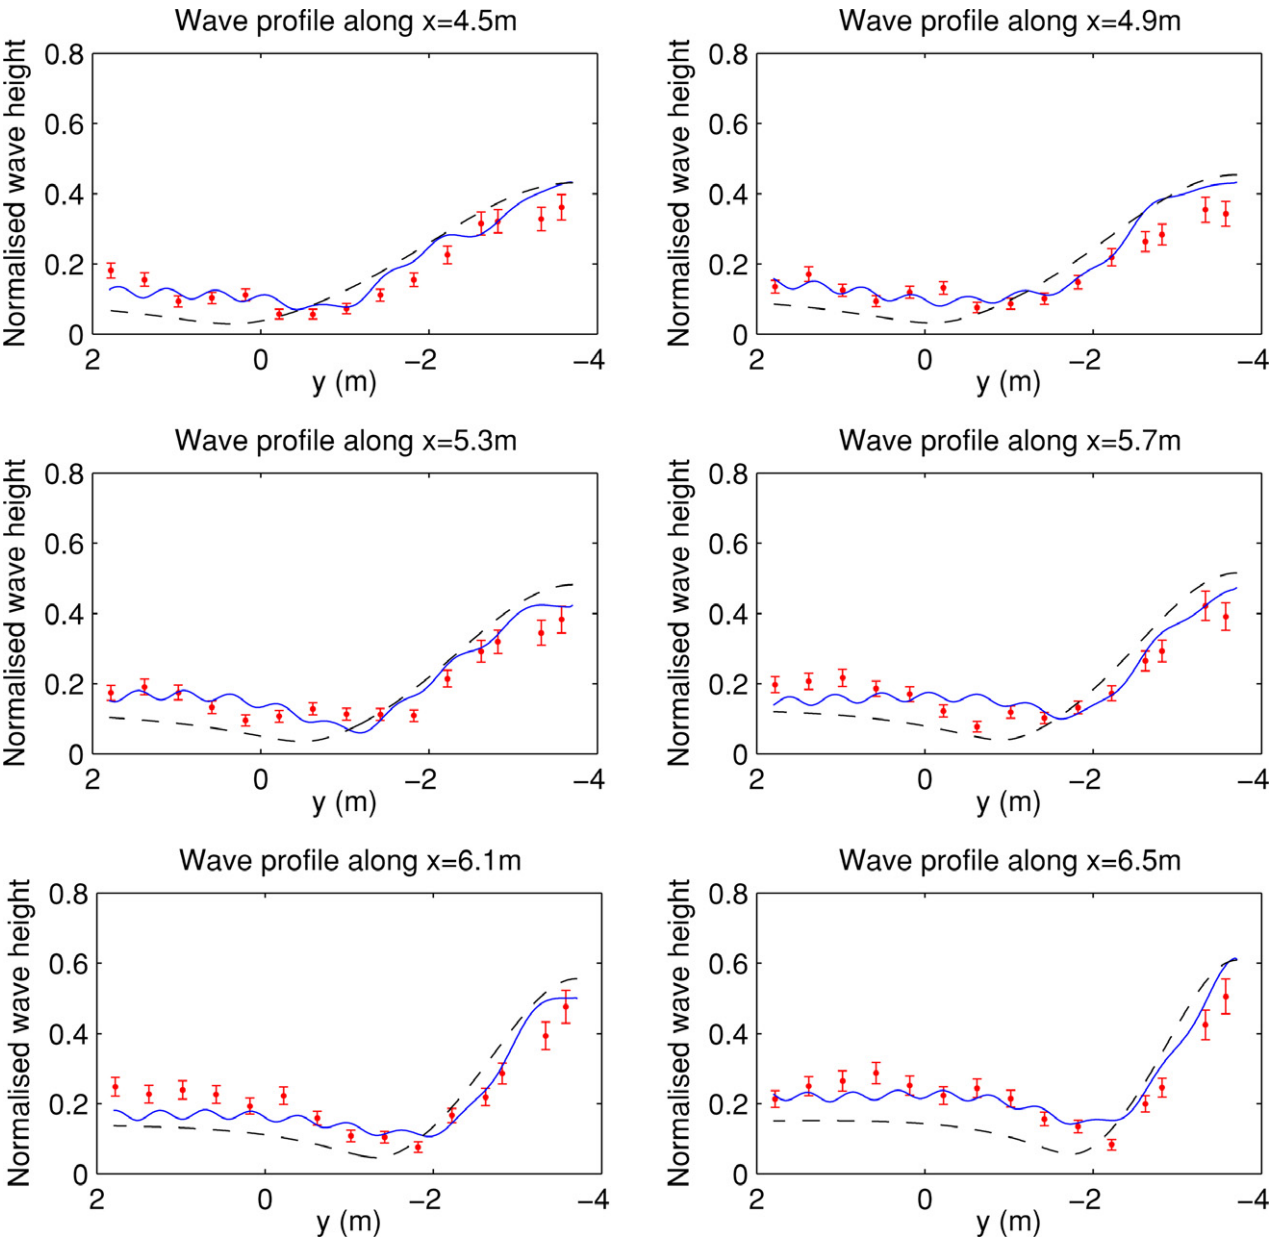 Wave profile along x=4.5m
Normalised wave height
0.8
0.6
0.4
0.2
0
2 0 −2 −4
y (m)
Wave profile along x=4.9m
Normalised wave height
0.8
0.6
0.4
0.2
0
2 0 −2 −4
y (m)
Wave profile along x=5.3m
Normalised wave height
0.8
0.6
0.4
0.2
0
2 0 −2 −4
y (m)
Wave profile along x=5.7m
Normalised wave height
0.8
0.6
0.4
0.2
0
2 0 −2 −4
y (m)
Wave profile along x=6.1m
Normalised wave height
0.8
0.6
0.4
0.2
0
2 0 −2 −4
y (m)
Wave profile along x=6.5m
Normalised wave height
0.8
0.6
0.4
0.2
0
2 0 −2 −4
y (m)